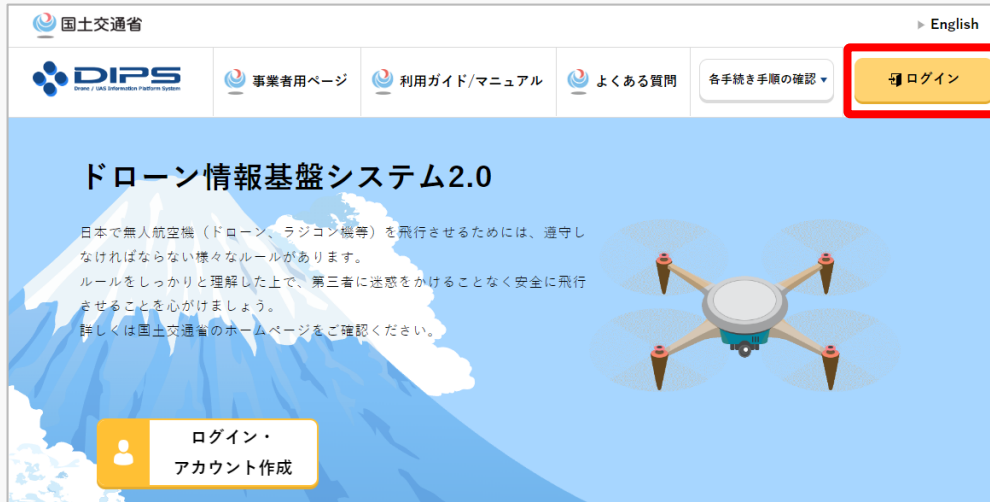 国土交通省
▶ English
DIPS
Drone / UAS Information Platform System
事業者用ページ
利用ガイド/マニュアル
よくある質問
各手続き手順の確認▼
ログイン
ドローン情報基盤システム2.0
日本で無人航空機（ドローン、ラジコン機等）を飛行させるためには、遵守し
なければならない様々なルールがあります。
ルールをしっかりと理解した上で、第三者に迷惑をかけることなく安全に飛行
させることを心がけましょう。
詳しくは国土交通省のホームページをご確認ください。
ログイン・
アカウント作成